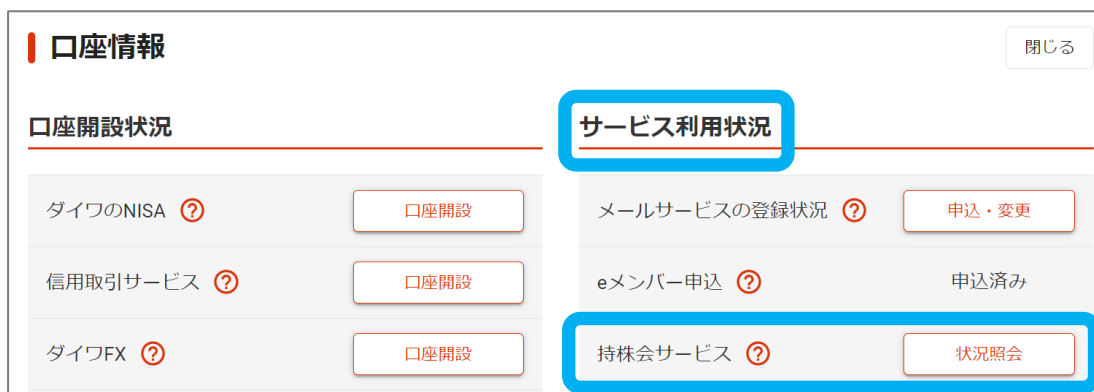 口座情報
閉じる
口座開設状況
ダイワのNISA ? 口座開設
信用取引サービス ? 口座開設
ダイワFX ? 口座開設
サービス利用状況
メールサービスの登録状況 ? 申込・変更
eメンバー申込 ? 申込済み
持株会サービス ? 状況照会